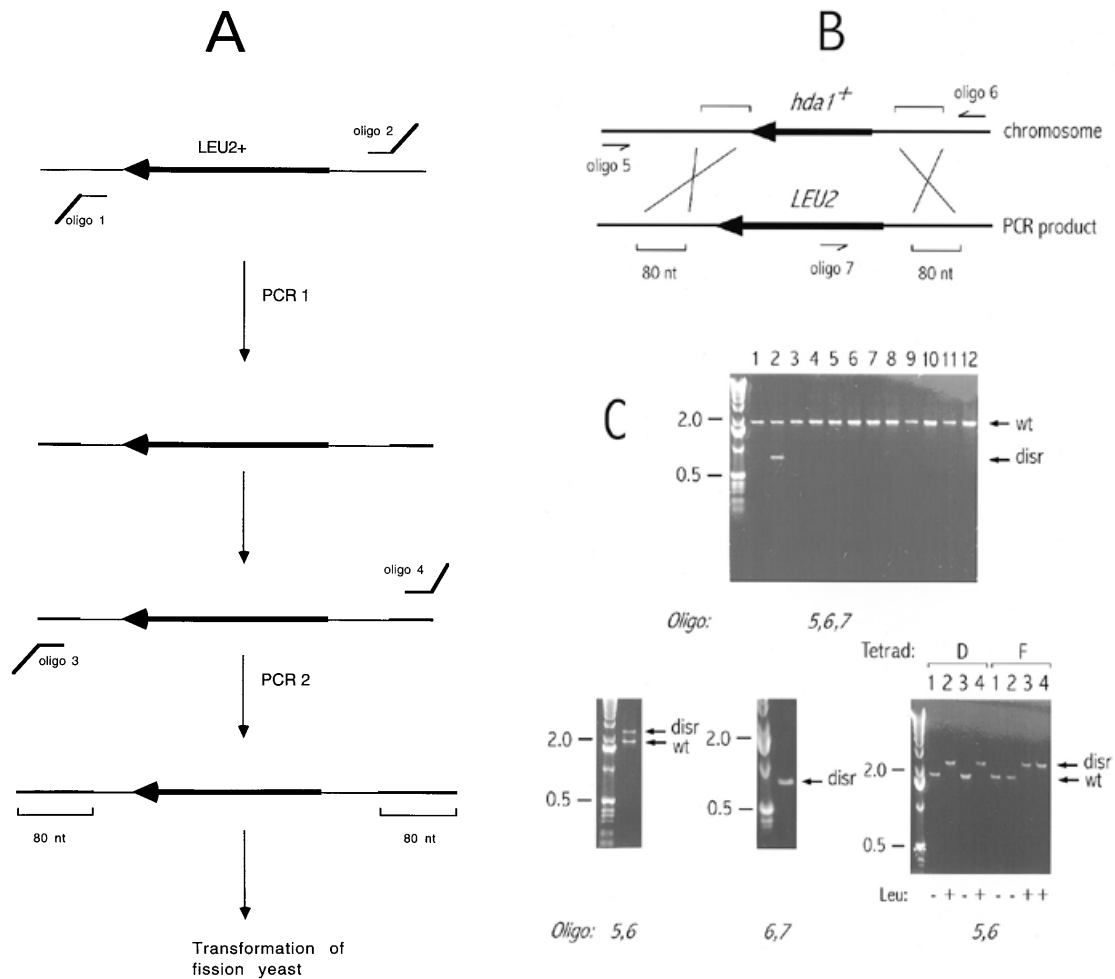 A
oligo 2
LEU2+
oligo 1
PCR 1
oligo 4
oligo 3
PCR 2
80 nt
80 nt
Transformation of
fission yeast
B
hda1+
oligo 6
chromosome
oligo 5
LEU2
PCR product
80 nt
oligo 7
80 nt
C
1 2 3 4 5 6 7 8 9 10 11 12
2.0
wt
disr
0.5
Oligo: 5,6,7
Tetrad: D F
1 2 3 4 1 2 3 4
2.0
disr
wt
0.5
2.0
disr
0.5
2.0
disr
wt
0.5
Leu: - + - + - - + +
Oligo: 5,6 6,7 5,6